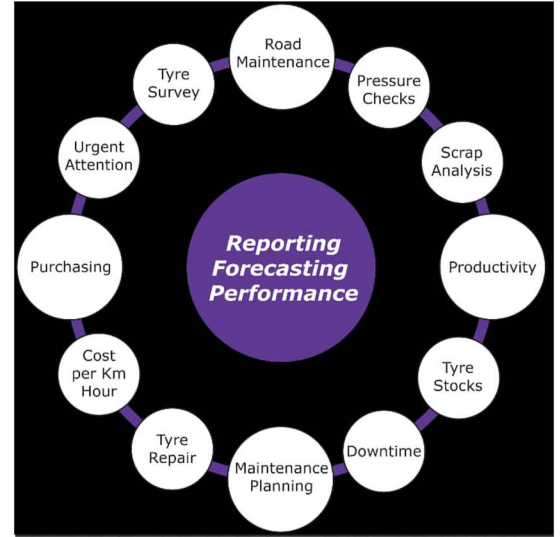 Road
Maintenance
Pressure
Checks
Scrap
Analysis
Productivity
Tyre
Stocks
Downtime
Maintenance
Planning
Tyre
Repair
Cost
per Km
Hour
Purchasing
Urgent
Attention
Tyre
Survey
Reporting
Forecasting
Performance